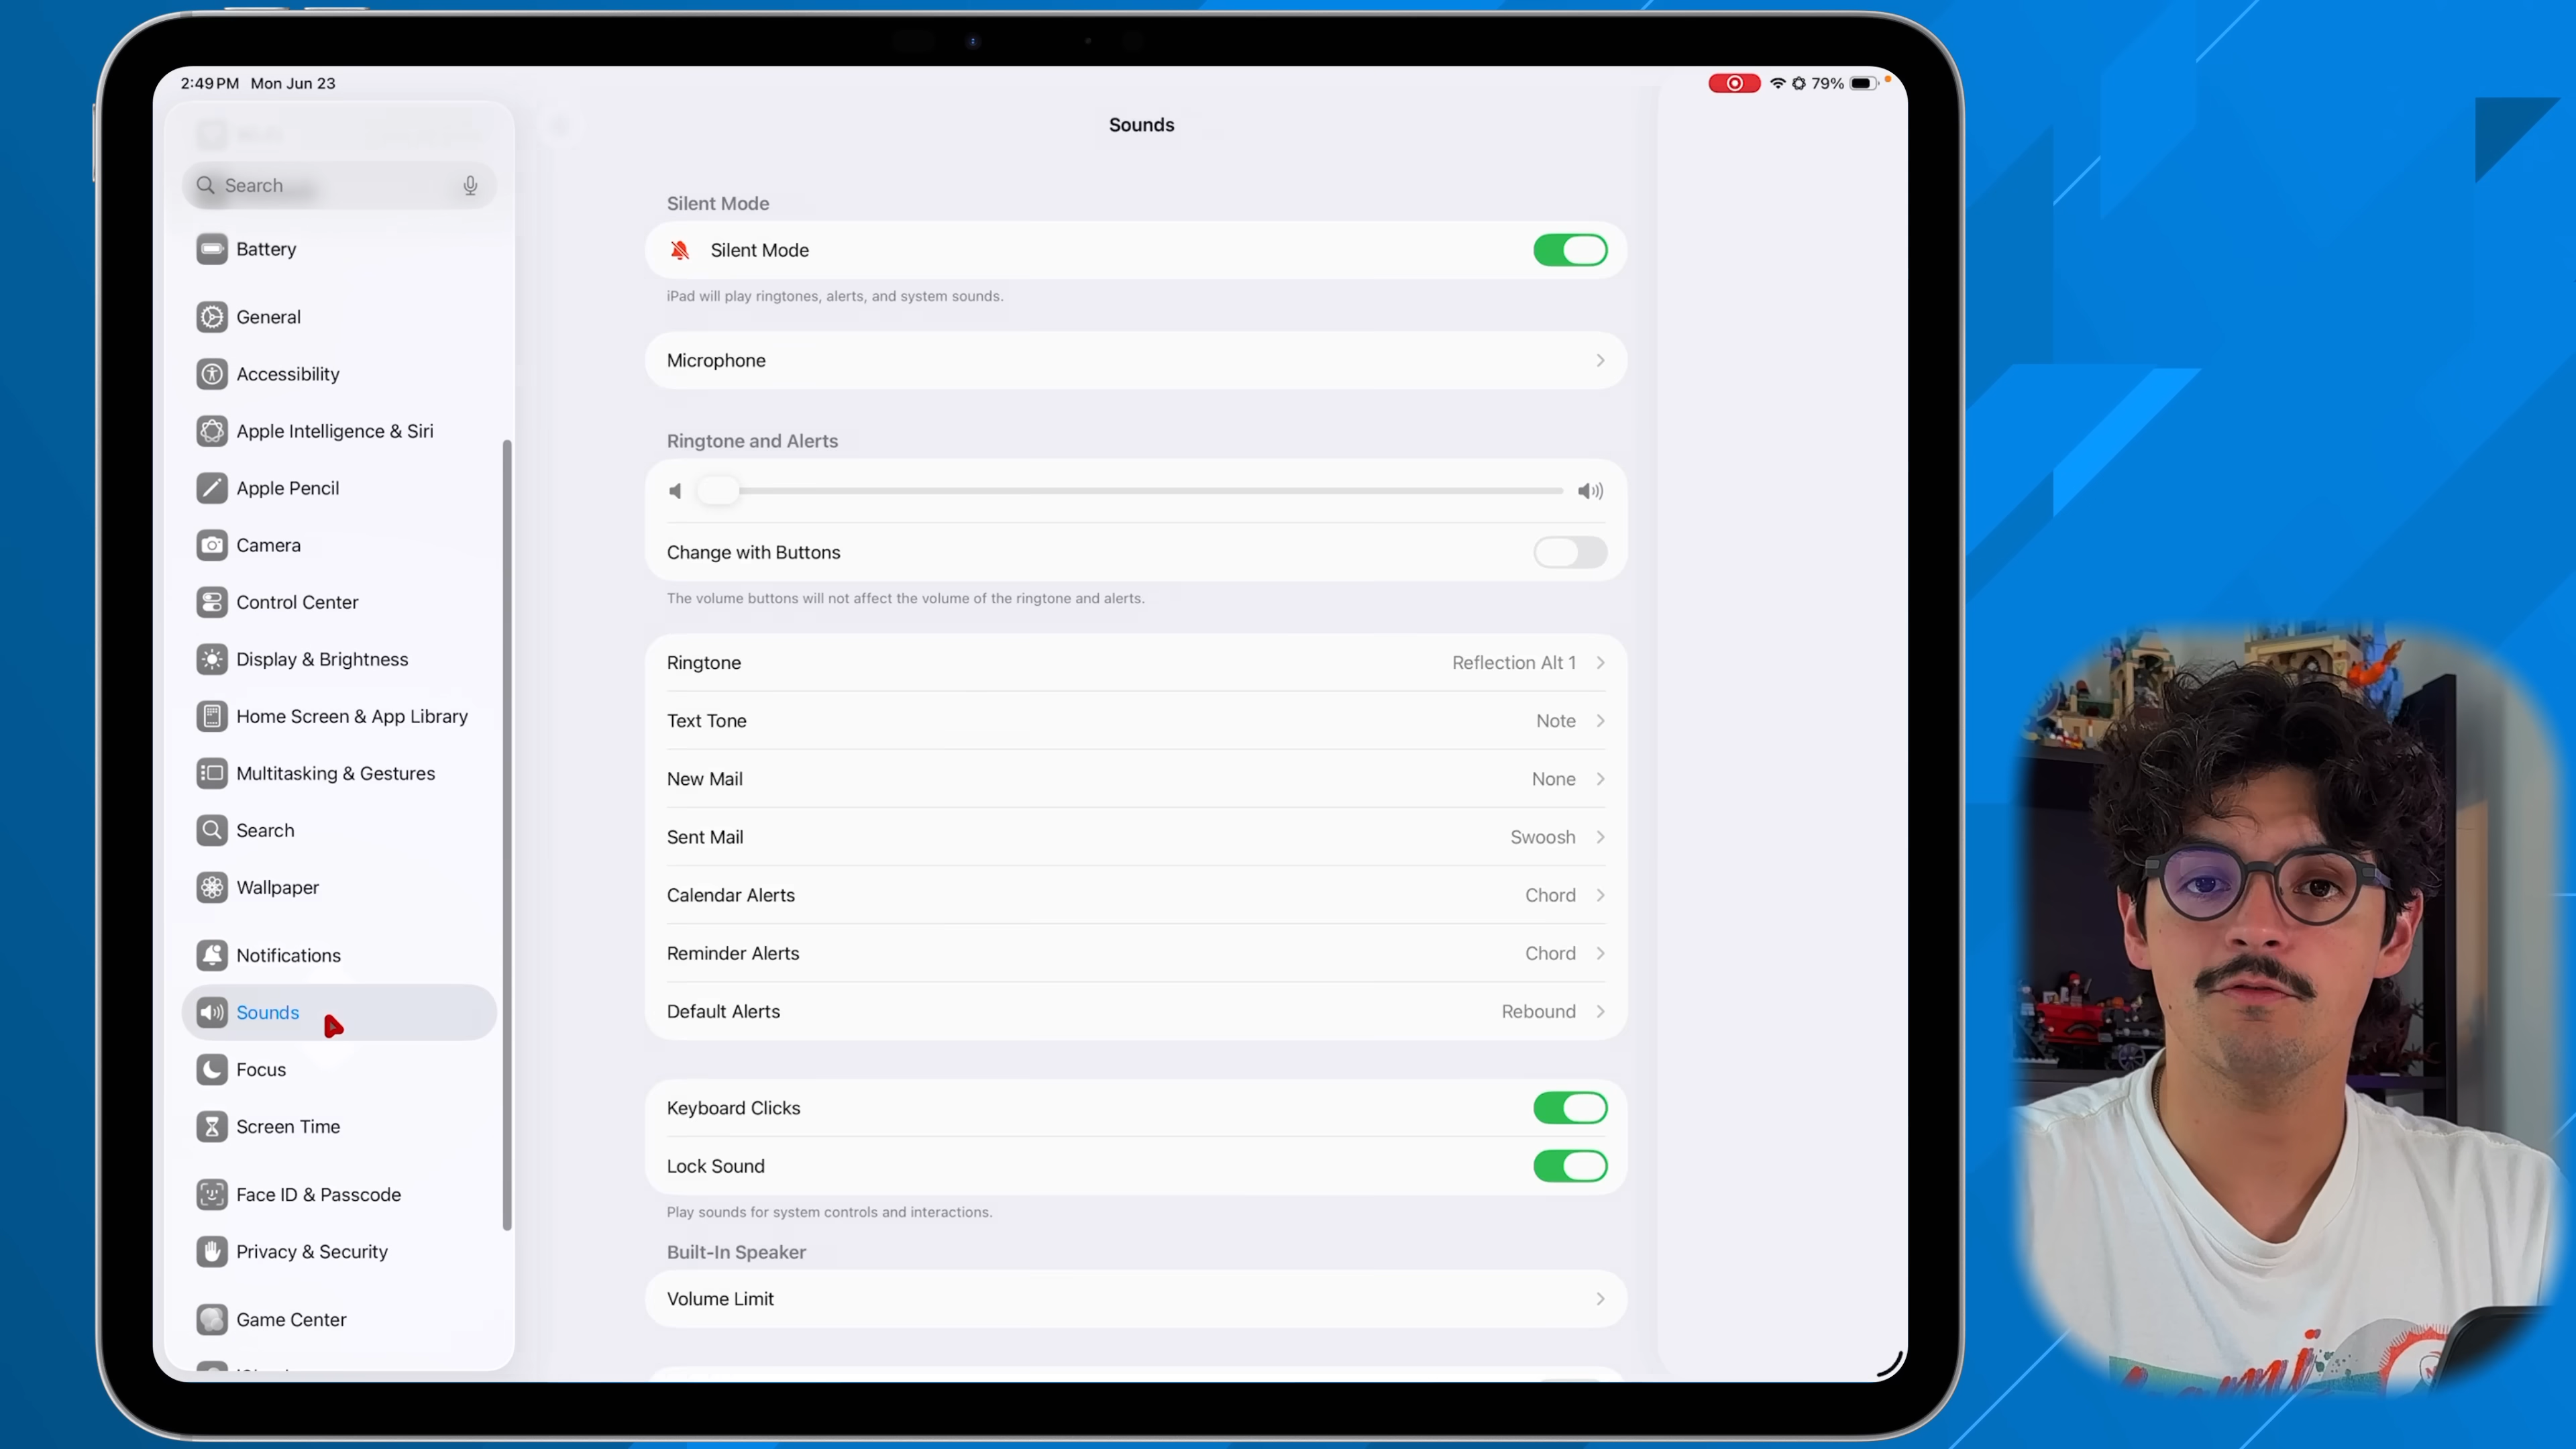 2:49 PM Mon Jun 23
79%
Search
Battery
General
Accessibility
Apple Intelligence & Siri
Apple Pencil
Camera
Control Center
Display & Brightness
Home Screen & App Library
Multitasking & Gestures
Search
Wallpaper
Notifications
Sounds
Focus
Screen Time
Face ID & Passcode
Privacy & Security
Game Center
Sounds
Silent Mode
Silent Mode
iPad will play ringtones, alerts, and system sounds.
Microphone
Ringtone and Alerts
Change with Buttons
The volume buttons will not affect the volume of the ringtone and alerts.
Ringtone Reflection Alt 1
Text Tone Note
New Mail None
Sent Mail Swoosh
Calendar Alerts Chord
Reminder Alerts Chord
Default Alerts Rebound
Keyboard Clicks
Lock Sound
Play sounds for system controls and interactions.
Built-In Speaker
Volume Limit